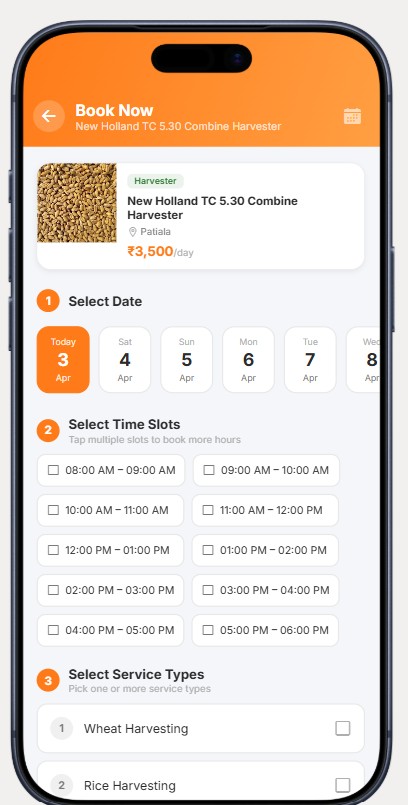 Book Now
New Holland TC 5.30 Combine Harvester
Harvester
New Holland TC 5.30 Combine
Harvester
Patiala
₹3,500/day
1 Select Date
Today Sat Sun Mon Tue Wed
3 4 5 6 7 8
Apr Apr Apr Apr Apr Apr
2 Select Time Slots
Tap multiple slots to book more hours
08:00 AM – 09:00 AM 09:00 AM – 10:00 AM
10:00 AM – 11:00 AM 11:00 AM – 12:00 PM
12:00 PM – 01:00 PM 01:00 PM – 02:00 PM
02:00 PM – 03:00 PM 03:00 PM – 04:00 PM
04:00 PM – 05:00 PM 05:00 PM – 06:00 PM
3 Select Service Types
Pick one or more service types
1 Wheat Harvesting
2 Rice Harvesting